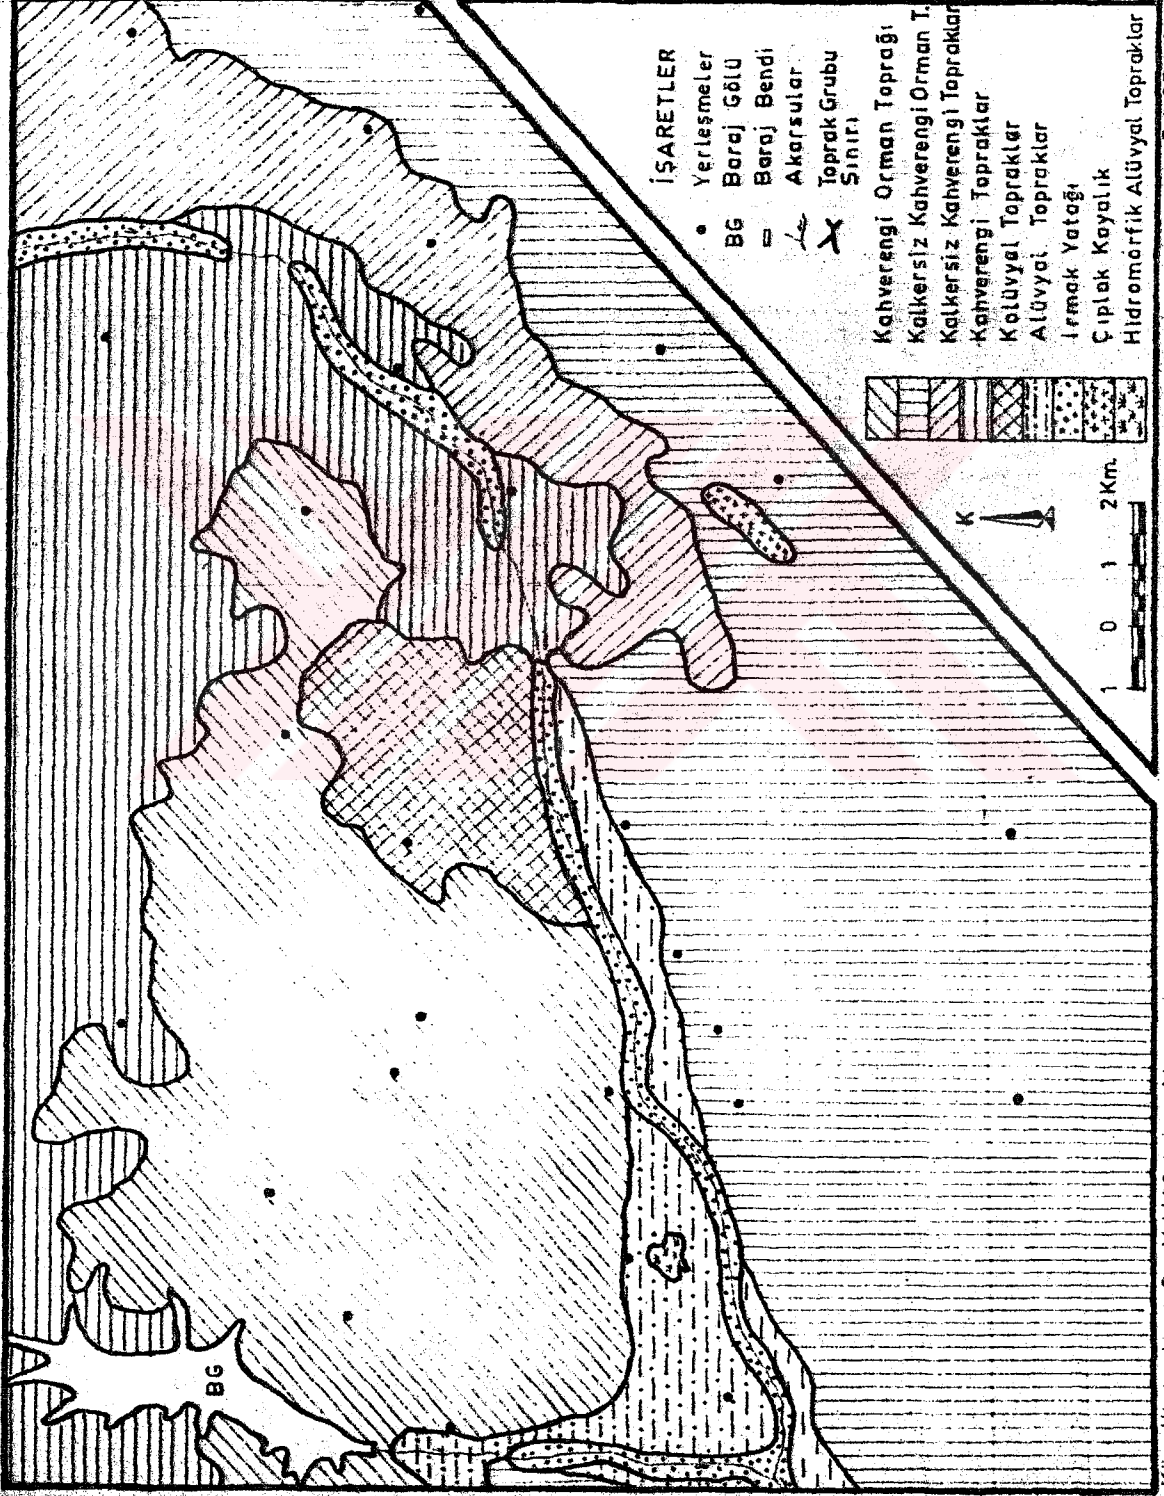 İŞARETLER
Yerleşmeler
BG Baraj Gölü
Baraj Bendi
Akarsular
Toprak Grubu
Sınırı
Kahverengi Orman Toprağı
Kalkersiz Kahverengi Orman T.
Kalkersiz Kahverengi Topraklar
Kahverengi Topraklar
Kolüvyal Topraklar
Alüvyal Topraklar
Irmak Yatağı
Çıplak Kayalık
Hidromorfik Alüvyal Topraklar
K
1 0 1 2 Km.
BG